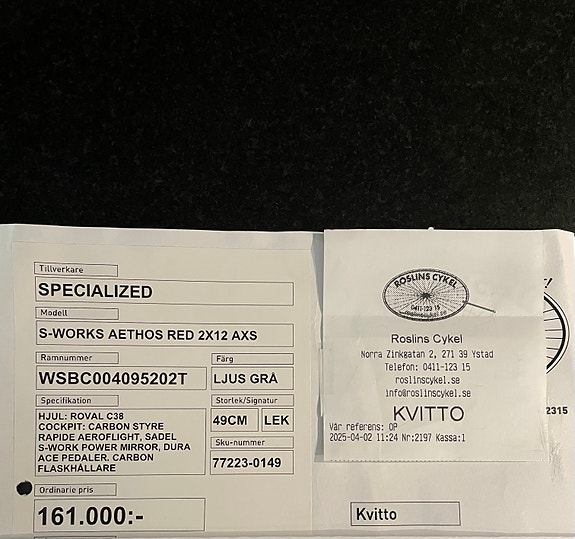 Tillverkare
SPECIALIZED
Modell
S-WORKS AETHOS RED 2X12 AXS
Ramnummer
WSBC004095202T
Färg
LJUS GRÅ
Specifikation
HJUL: ROVAL C38
COCKPIT: CARBON STYRE
RAPIDE AEROFLIGHT, SADEL
S-WORK POWER MIRROR, DURA
ACE PEDALER. CARBON
FLASKHÅLLARE
Storlek/Signatur
49CM LEK
Sku-nummer
77223-0149
Ordinarie pris
161.000:-
ROSLINS CYKEL
0411-123 15
roslinscykel.se
Roslins Cykel
Norra Zinkgatan 2, 271 39 Ystad
Telefon: 0411-123 15
roslinscykel.se
info@roslinscykel.se
KVITTO
Vår referens: OP
2025-04-02 11:24 Nr:2197 Kassa:1
2315
Kvitto